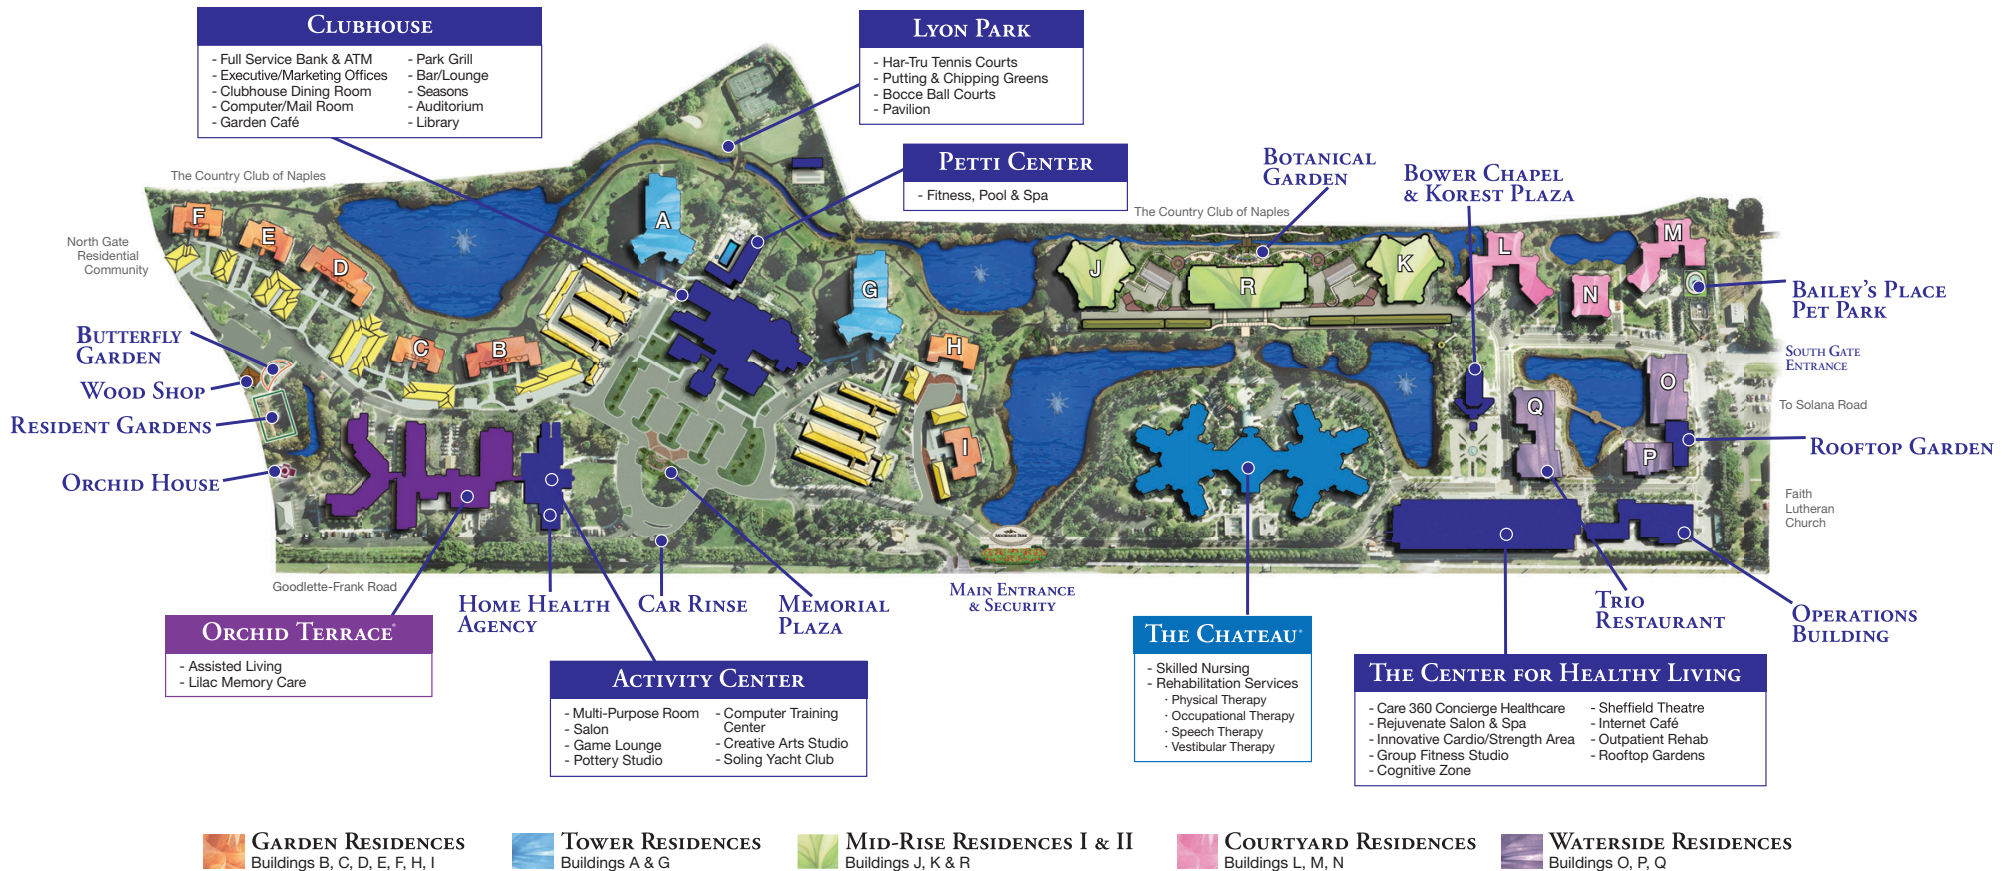 CLUBHOUSE
- Full Service Bank & ATM
- Executive/Marketing Offices
- Clubhouse Dining Room
- Computer/Mail Room
- Garden Café
- Park Grill
- Bar/Lounge
- Seasons
- Auditorium
- Library
LYON PARK
- Har-Tru Tennis Courts
- Putting & Chipping Greens
- Bocce Ball Courts
- Pavilion
PETTI CENTER
- Fitness, Pool & Spa
BOTANICAL
GARDEN
BOWER CHAPEL
& KOREST PLAZA
The Country Club of Naples
The Country Club of Naples
North Gate
Residential
Community
F
E
D
C
B
A
G
H
I
J
R
K
L
M
N
O
P
Q
BAILEY'S PLACE
PET PARK
SOUTH GATE
ENTRANCE
To Solana Road
ROOFTOP GARDEN
Faith
Lutheran
Church
BUTTERFLY
GARDEN
WOOD SHOP
RESIDENT GARDENS
ORCHID HOUSE
Goodlette-Frank Road
HOME HEALTH
AGENCY
CAR RINSE
MEMORIAL
PLAZA
MAIN ENTRANCE
& SECURITY
TRIO
RESTAURANT
OPERATIONS
BUILDING
ORCHID TERRACE®
- Assisted Living
- Lilac Memory Care
ACTIVITY CENTER
- Multi-Purpose Room
- Salon
- Game Lounge
- Pottery Studio
- Computer Training
Center
- Creative Arts Studio
- Soling Yacht Club
THE CHATEAU®
- Skilled Nursing
- Rehabilitation Services
· Physical Therapy
· Occupational Therapy
· Speech Therapy
· Vestibular Therapy
THE CENTER FOR HEALTHY LIVING
- Care 360 Concierge Healthcare
- Rejuvenate Salon & Spa
- Innovative Cardio/Strength Area
- Group Fitness Studio
- Cognitive Zone
- Sheffield Theatre
- Internet Café
- Outpatient Rehab
- Rooftop Gardens
GARDEN RESIDENCES
Buildings B, C, D, E, F, H, I
TOWER RESIDENCES
Buildings A & G
MID-RISE RESIDENCES I & II
Buildings J, K & R
COURTYARD RESIDENCES
Buildings L, M, N
WATERSIDE RESIDENCES
Buildings O, P, Q